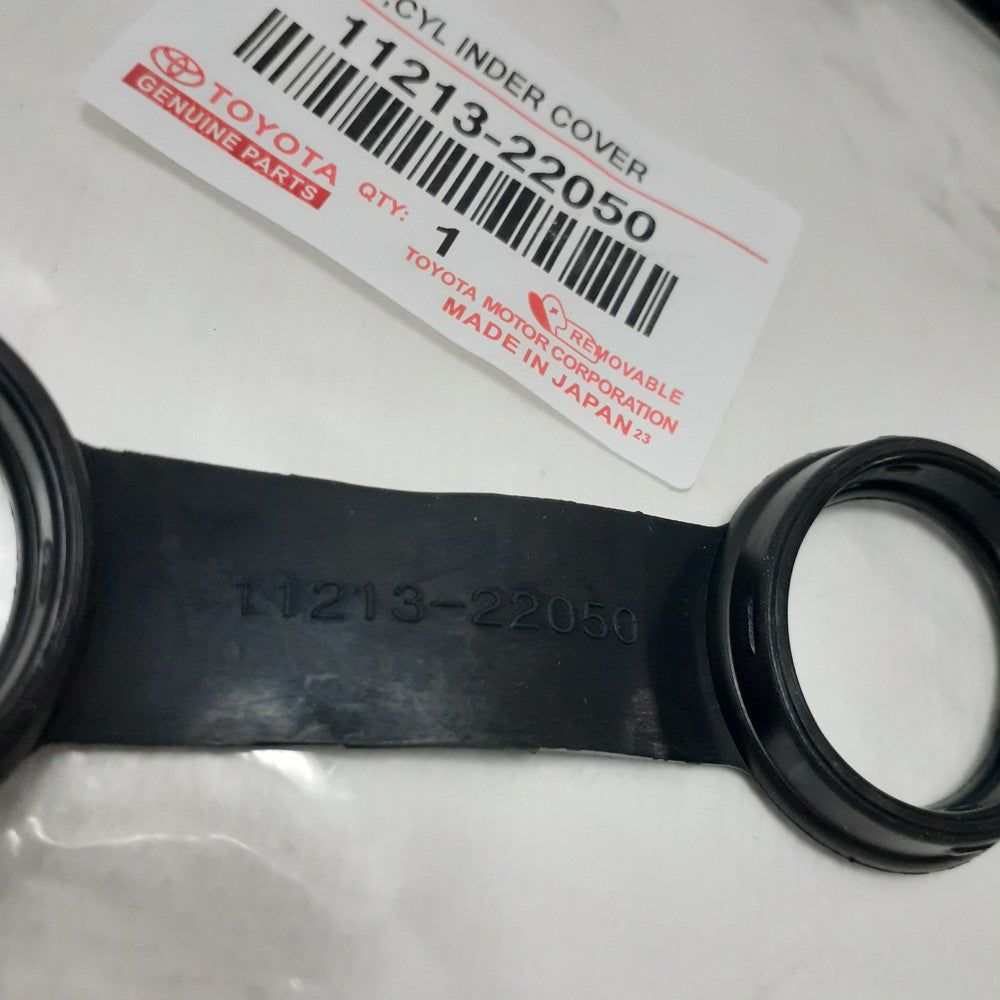 ,CYL INDER COVER
11213-22050
TOYOTA
GENUINE PARTS
QTY:
1
REMOVABLE
TOYOTA MOTOR CORPORATION
MADE IN JAPAN 23
11213-22050